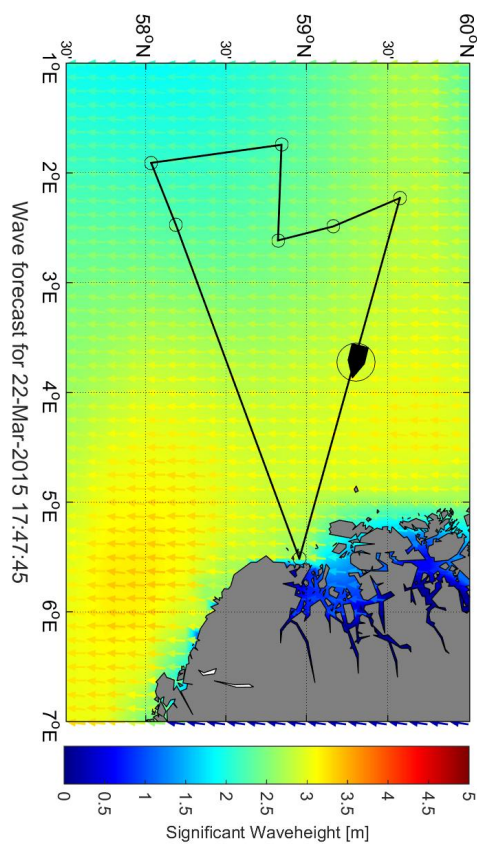 30'
58°N
30'
59°N
30'
60°N
1°E
2°E
3°E
4°E
5°E
6°E
7°E
Wave forecast for 22-Mar-2015 17:47:45
0
0.5
1
1.5
2
2.5
3
3.5
4
4.5
5
Significant Waveheight [m]